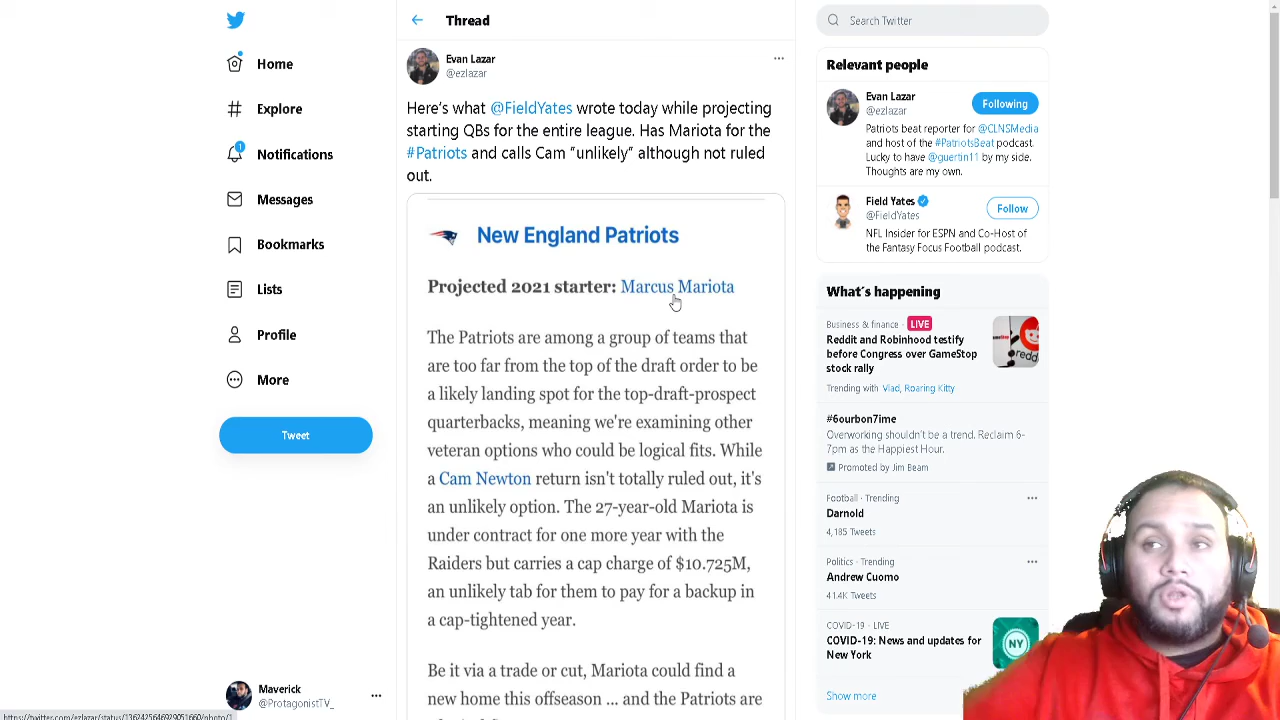 Home
Explore
Notifications
1
Messages
Bookmarks
Lists
Profile
More
Tweet
Maverick
@ProtagonistTV_
Thread
Evan Lazar
@ezlazar
Here's what @FieldYates wrote today while projecting
starting QBs for the entire league. Has Mariota for the
#Patriots and calls Cam "unlikely" although not ruled
out.
New England Patriots
Projected 2021 starter: Marcus Mariota
The Patriots are among a group of teams that
are too far from the top of the draft order to be
a likely landing spot for the top-draft-prospect
quarterbacks, meaning we're examining other
veteran options who could be logical fits. While
a Cam Newton return isn't totally ruled out, it's
an unlikely option. The 27-year-old Mariota is
under contract for one more year with the
Raiders but carries a cap charge of $10.725M,
an unlikely tab for them to pay for a backup in
a cap-tightened year.
Be it via a trade or cut, Mariota could find a
new home this offseason ... and the Patriots are
Search Twitter
Relevant people
Evan Lazar
@ezlazar
Following
Patriots beat reporter for @CLNSMedia
and host of the #PatriotsBeat podcast.
Lucky to have @guertin11 by my side.
Thoughts are my own.
Field Yates
@FieldYates
Follow
NFL Insider for ESPN and Co-Host of
the Fantasy Focus Football podcast.
What's happening
Business & finance · LIVE
Reddit and Robinhood testify
before Congress over GameStop
stock rally
Trending with Vlad, Roaring Kitty
#6ourbon7ime
Overworking shouldn't be a trend. Reclaim 6-
7pm as the Happiest Hour.
Promoted by Jim Beam
Football · Trending
Darnold
4,185 Tweets
Politics · Trending
Andrew Cuomo
41.4K Tweets
COVID-19 · LIVE
COVID-19: News and updates for
New York
NY
Show more